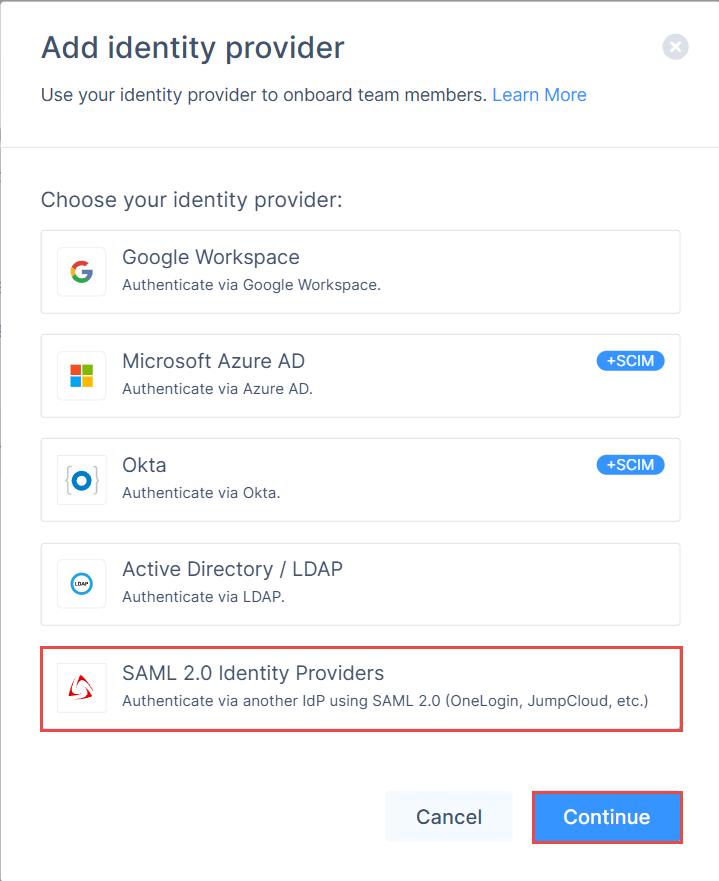 Add identity provider
Use your identity provider to onboard team members. Learn More
Choose your identity provider:
Google Workspace
Authenticate via Google Workspace.
Microsoft Azure AD
+SCIM
Authenticate via Azure AD.
Okta
+SCIM
Authenticate via Okta.
Active Directory / LDAP
LDAP
Authenticate via LDAP.
SAML 2.0 Identity Providers
Authenticate via another IdP using SAML 2.0 (OneLogin, JumpCloud, etc.)
Cancel
Continue